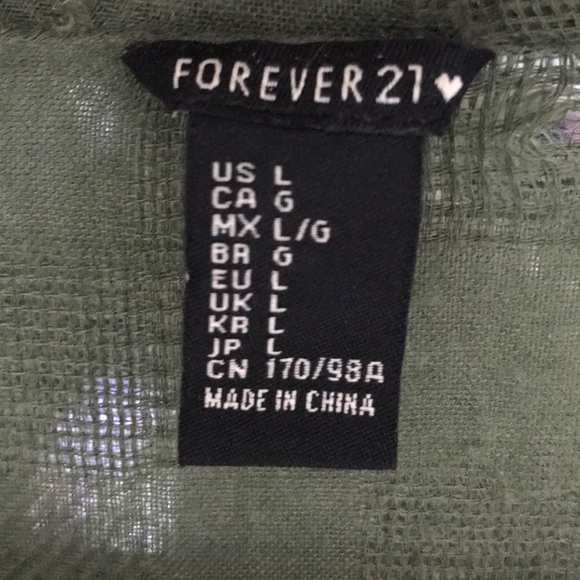 FOREVER 21 ♥
US L
CA G
MX L/G
BR G
EU L
UK L
KR L
JP L
CN 170/98A
MADE IN CHINA